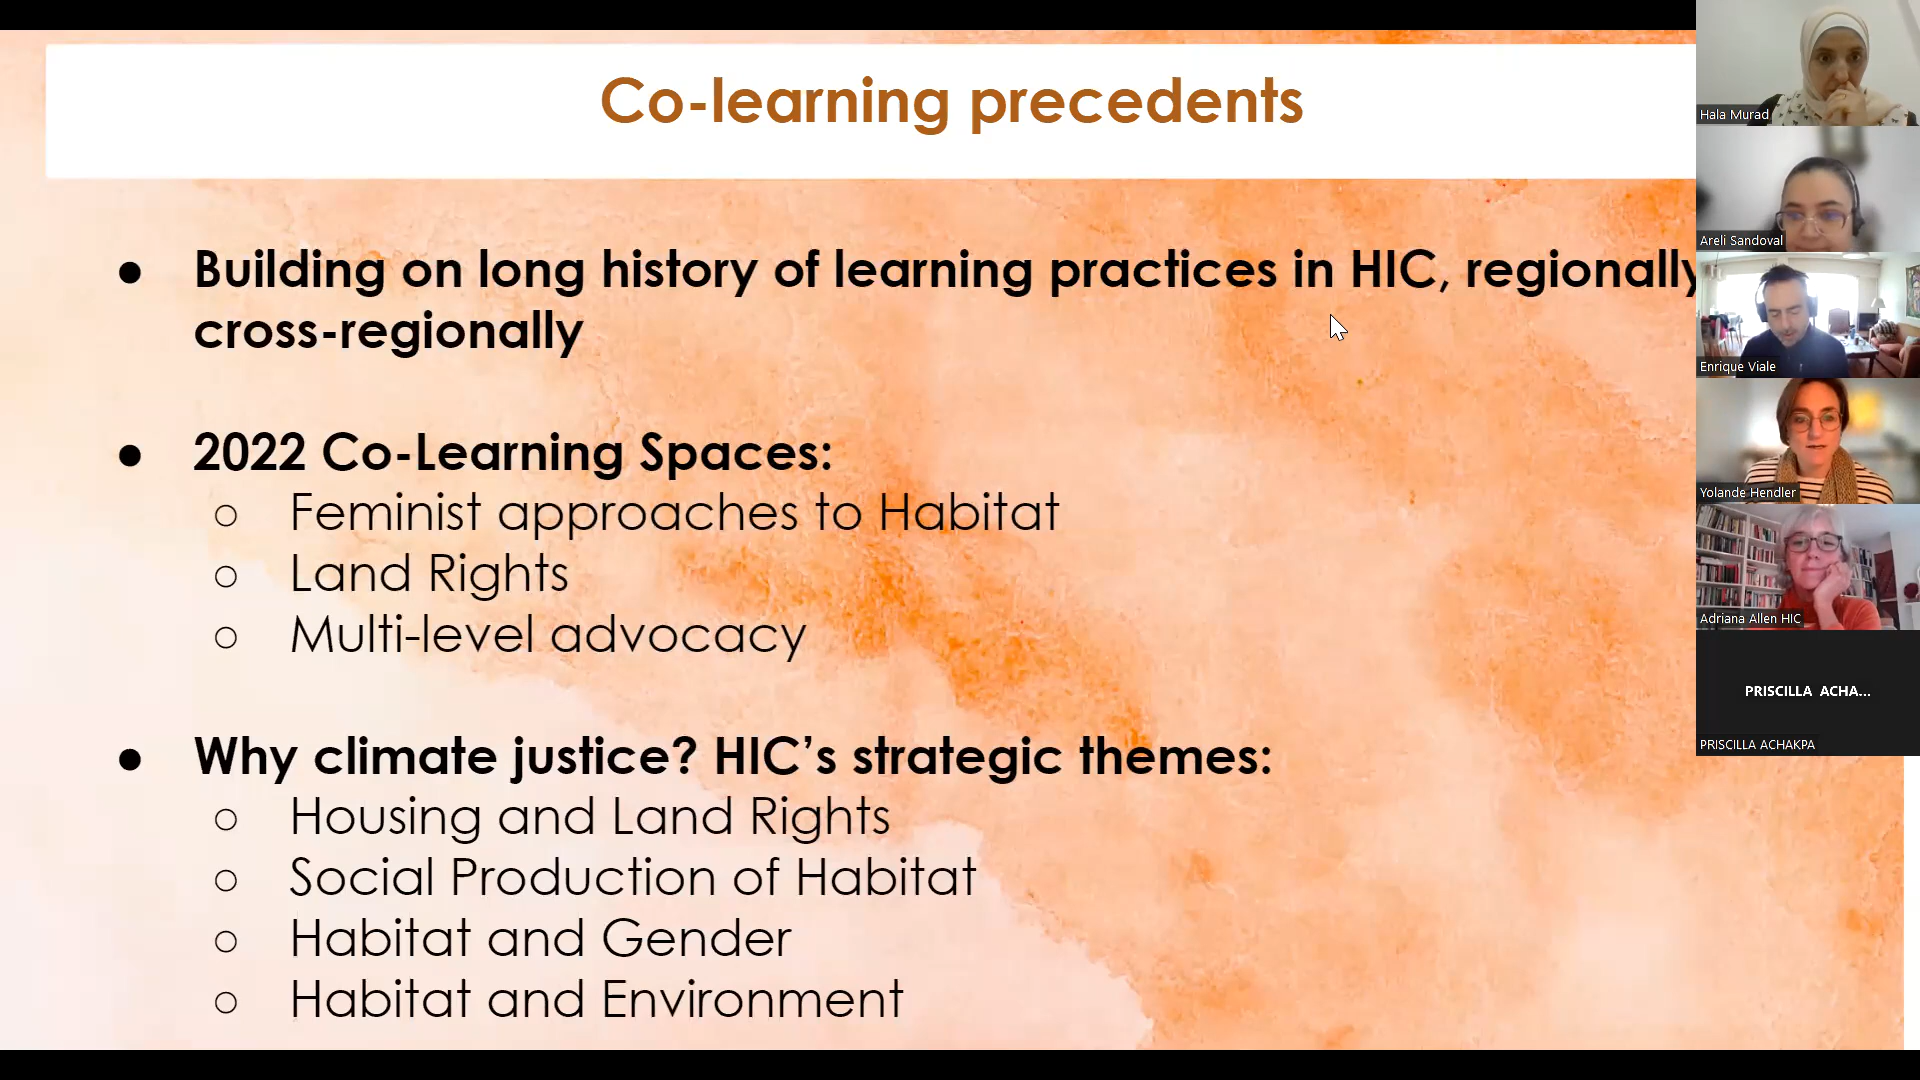 Co-learning precedents
● Building on long history of learning practices in HIC, regionally
cross-regionally
● 2022 Co-Learning Spaces:
○ Feminist approaches to Habitat
○ Land Rights
○ Multi-level advocacy
● Why climate justice? HIC’s strategic themes:
○ Housing and Land Rights
○ Social Production of Habitat
○ Habitat and Gender
○ Habitat and Environment
Hala Murad
Areli Sandoval
Enrique Viale
Yolande Hendler
Adriana Allen HIC
PRISCILLA ACHA...
PRISCILLA ACHAKPA